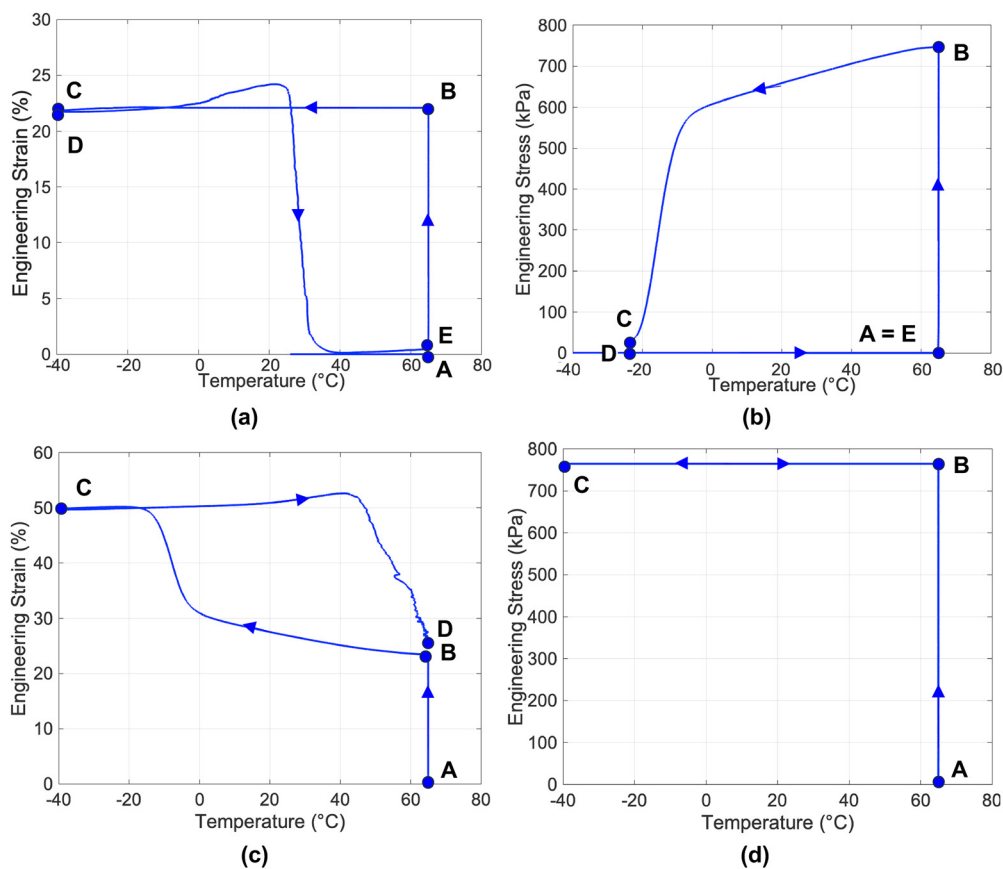 30
25
20
15
10
5
0
Engineering Strain (%)
C
D
B
E
A
-40
-20
0
20
40
60
80
Temperature (°C)
(a)
800
700
600
500
400
300
200
100
0
Engineering Stress (kPa)
B
C
D
A = E
-40
-20
0
20
40
60
80
Temperature (°C)
(b)
60
50
40
30
20
10
0
Engineering Strain (%)
C
D
B
A
-40
-20
0
20
40
60
80
Temperature (°C)
(c)
800
700
600
500
400
300
200
100
0
Engineering Stress (kPa)
C
B
A
-40
-20
0
20
40
60
80
Temperature (°C)
(d)